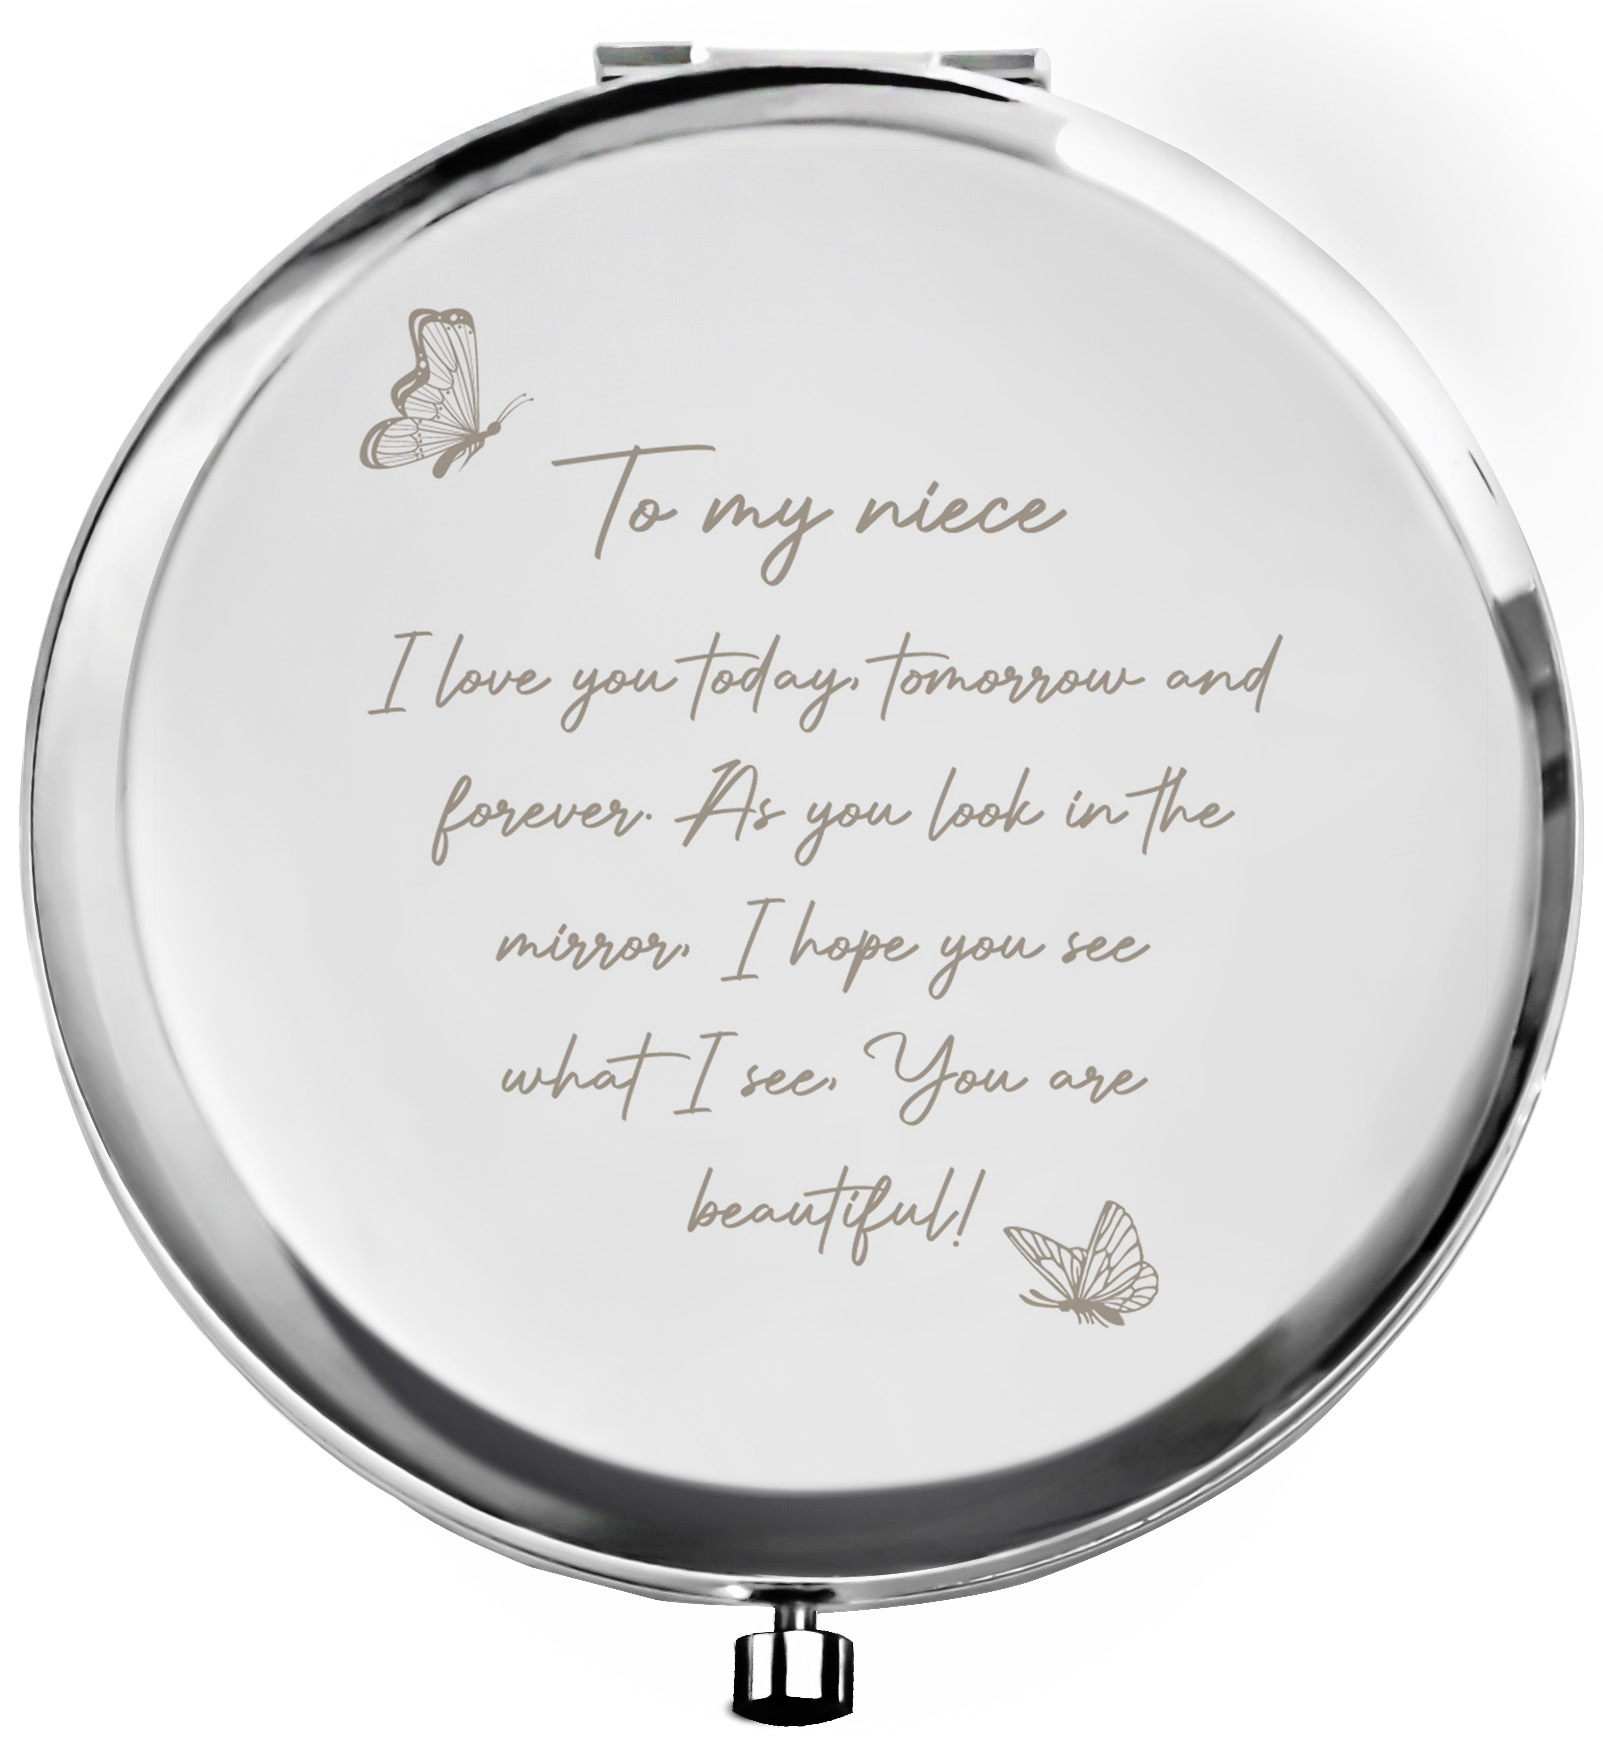 To my niece
I love you today, tomorrow and
forever. As you look in the
mirror, I hope you see
what I see, You are
beautiful!